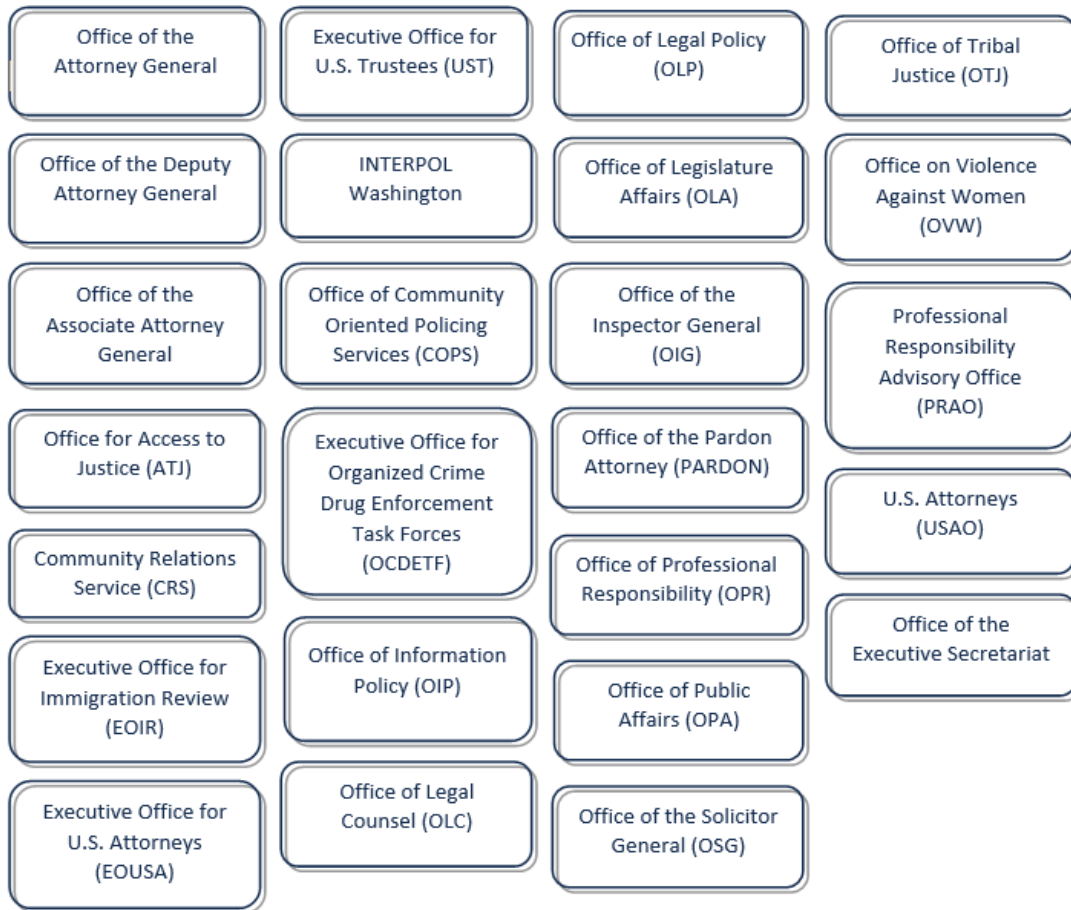 Office of the
Attorney General
Office of the Deputy
Attorney General
Office of the
Associate Attorney
General
Office for Access to
Justice (ATJ)
Community Relations
Service (CRS)
Executive Office for
Immigration Review
(EOIR)
Executive Office for
U.S. Attorneys
(EOUSA)
Executive Office for
U.S. Trustees (UST)
INTERPOL
Washington
Office of Community
Oriented Policing
Services (COPS)
Executive Office for
Organized Crime
Drug Enforcement
Task Forces
(OCDETF)
Office of Information
Policy (OIP)
Office of Legal
Counsel (OLC)
Office of Legal Policy
(OLP)
Office of Legislature
Affairs (OLA)
Office of the
Inspector General
(OIG)
Office of the Pardon
Attorney (PARDON)
Office of Professional
Responsibility (OPR)
Office of Public
Affairs (OPA)
Office of the Solicitor
General (OSG)
Office of Tribal
Justice (OTJ)
Office on Violence
Against Women
(OVW)
Professional
Responsibility
Advisory Office
(PRAO)
U.S. Attorneys
(USAO)
Office of the
Executive Secretariat